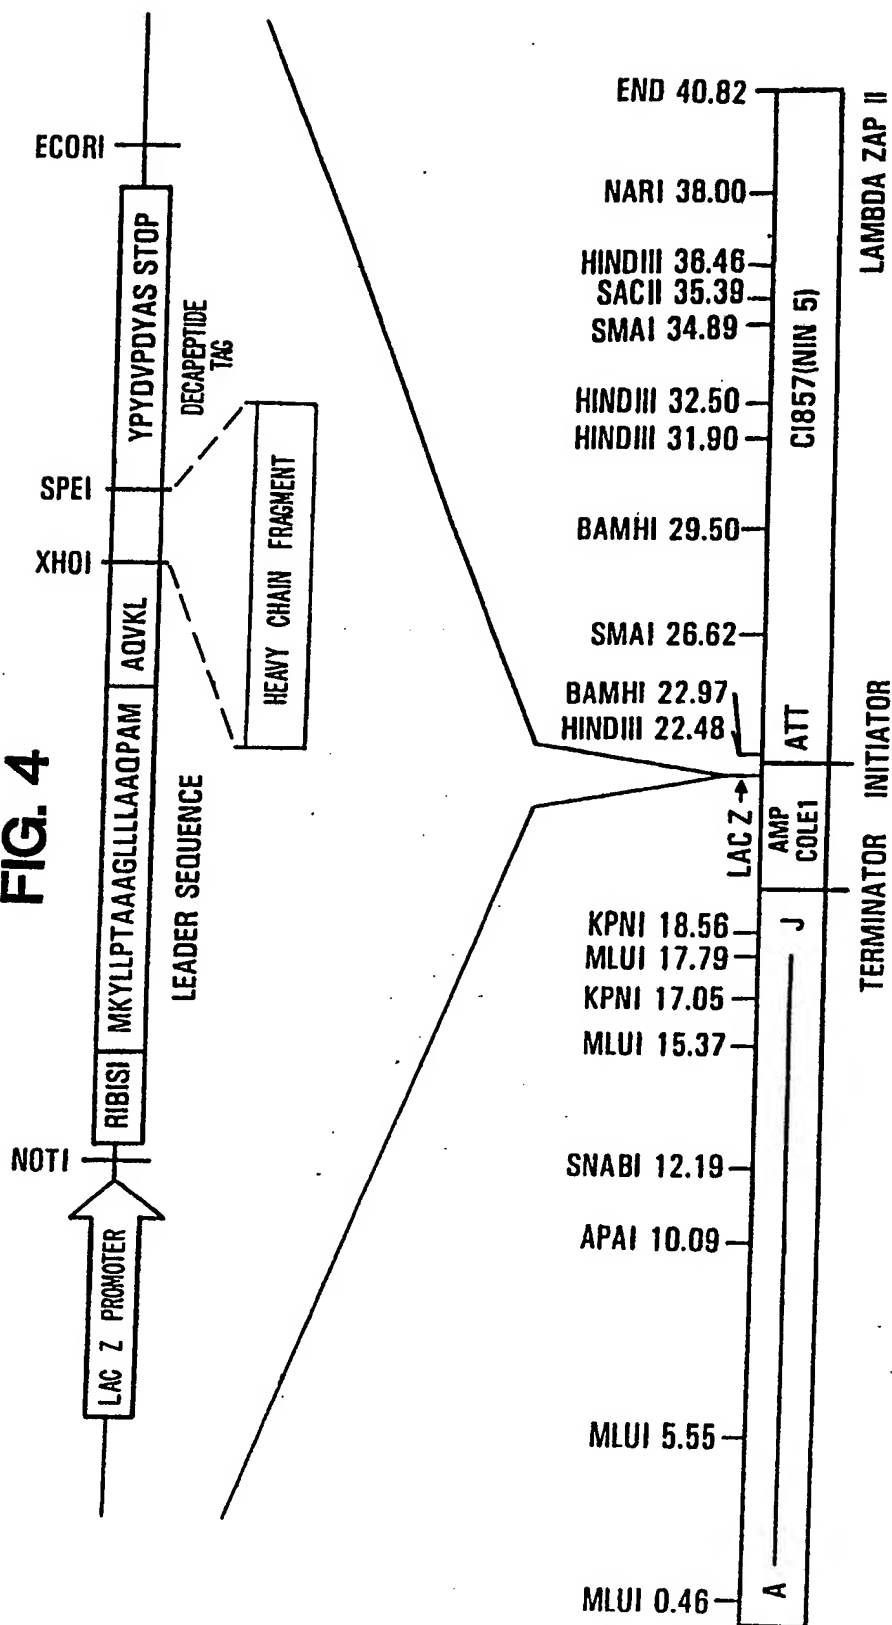 FIG. 4
LAC Z PROMOTER
NOTI
RIBISI
MKYLLPTAAAGLLLLAAQPAM
AQVKL
XHOI
SPEI
YPYDVPDYAS STOP
ECORI
LEADER SEQUENCE
DECAPEPTIDE
TAG
HEAVY CHAIN FRAGMENT
MLUI 0.46
MLUI 5.55
APAI 10.09
SNABI 12.19
MLUI 15.37
KPNI 17.05
MLUI 17.79
KPNI 18.56
LAC Z
HINDIII 22.48
BAMHI 22.97
SMAI 26.62
BAMHI 29.50
HINDIII 31.90
HINDIII 32.50
SMAI 34.89
SACII 35.39
HINDIII 36.46
NARI 38.00
END 40.82
A
J
AMP
COLE1
ATT
CI857(NIN 5)
TERMINATOR
INITIATOR
LAMBDA ZAP II